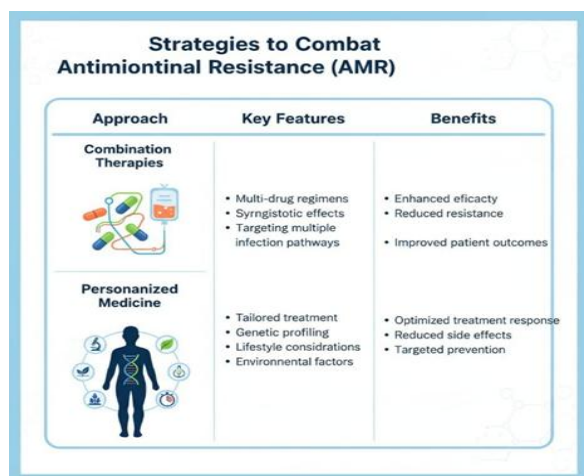 Strategies to Combat
Antimiontinal Resistance (AMR)
Approach
Key Features
Benefits
Combination
Therapies
• Multi-drug regimens
• Syrngistotic effects
• Targeting multiple
infection pathways
• Enhanced eficacty
• Reduced resistance
• Improved patient outcomes
Personanized
Medicine
• Tailored treatment
• Genetic profiling
• Lifestyle considrations
• Environmental factors
• Optimized treatment response
• Reduced side effects
• Targeted prevention